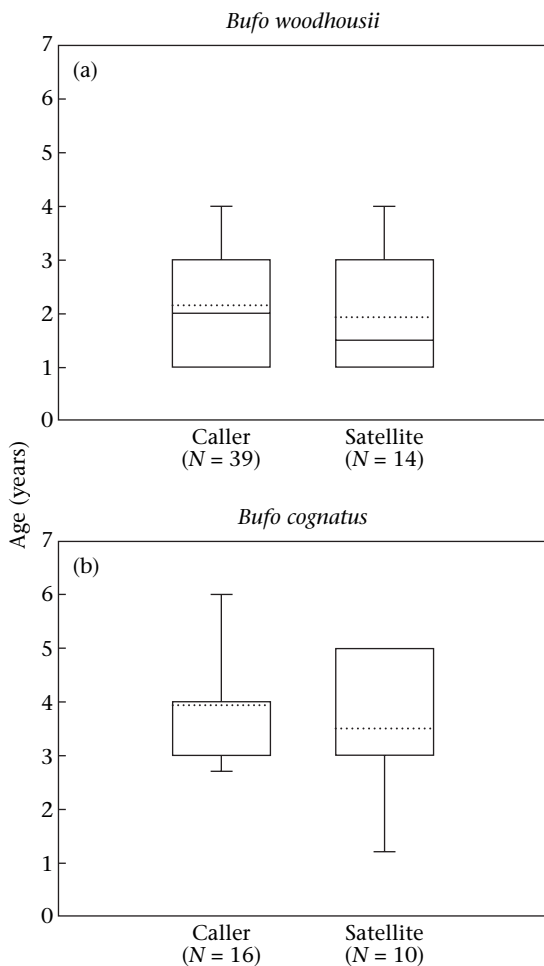 Bufo woodhousii
(a)
7
6
5
4
3
2
1
0
Caller
(N = 39)
Satellite
(N = 14)
Age (years)
Bufo cognatus
(b)
7
6
5
4
3
2
1
0
Caller
(N = 16)
Satellite
(N = 10)